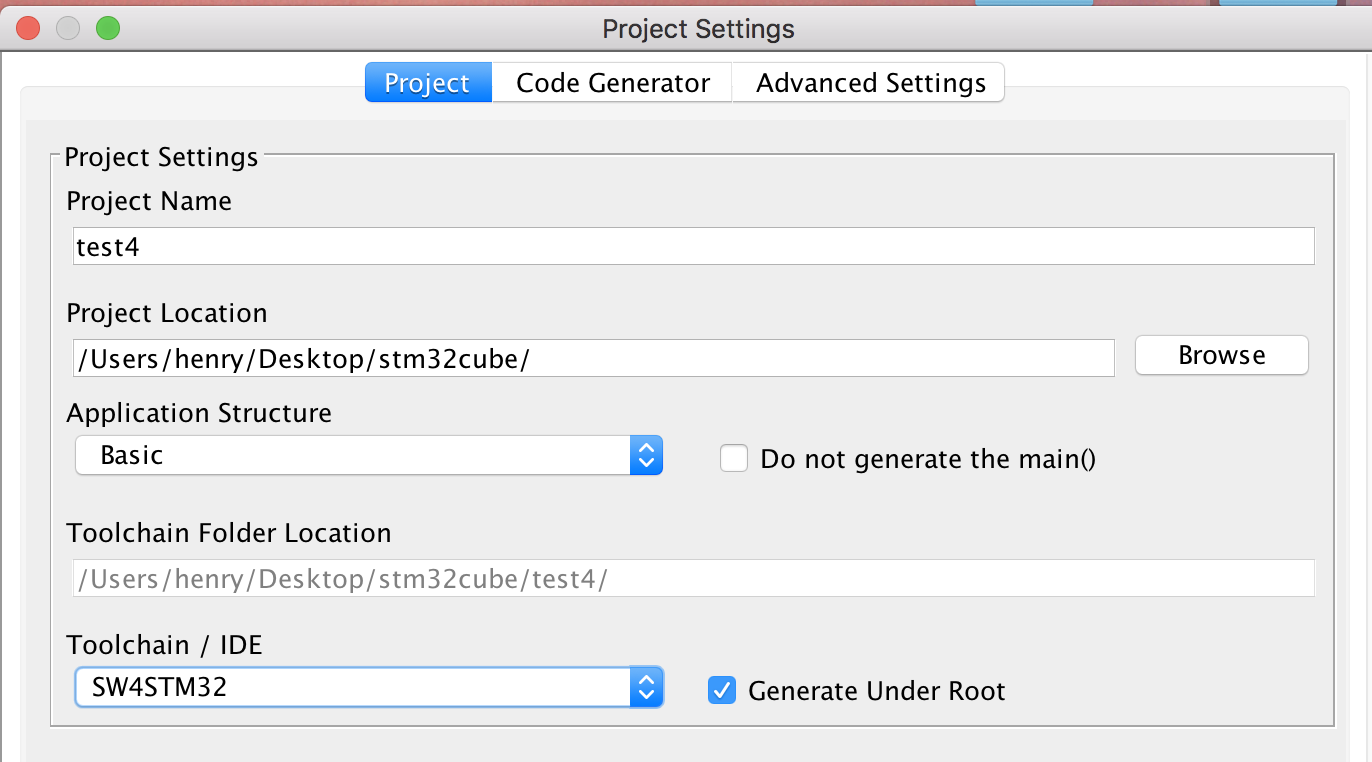 Project Settings
Project
Code Generator
Advanced Settings
Project Settings
Project Name
test4
Project Location
/Users/henry/Desktop/stm32cube/
Browse
Application Structure
Basic
Do not generate the main()
Toolchain Folder Location
/Users/henry/Desktop/stm32cube/test4/
Toolchain / IDE
SW4STM32
Generate Under Root